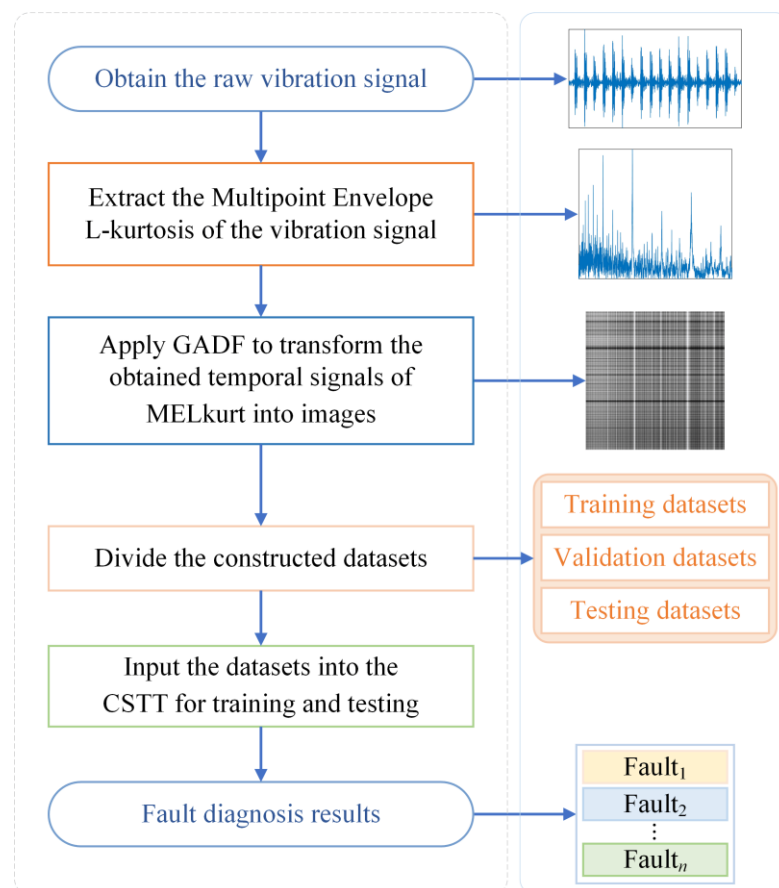 Obtain the raw vibration signal
Extract the Multipoint Envelope
L-kurtosis of the vibration signal
Apply GADF to transform the
obtained temporal signals of
MELkurt into images
Divide the constructed datasets
Training datasets
Validation datasets
Testing datasets
Input the datasets into the
CSTT for training and testing
Fault diagnosis results
Fault₁
Fault₂
⋮
Faultₙ